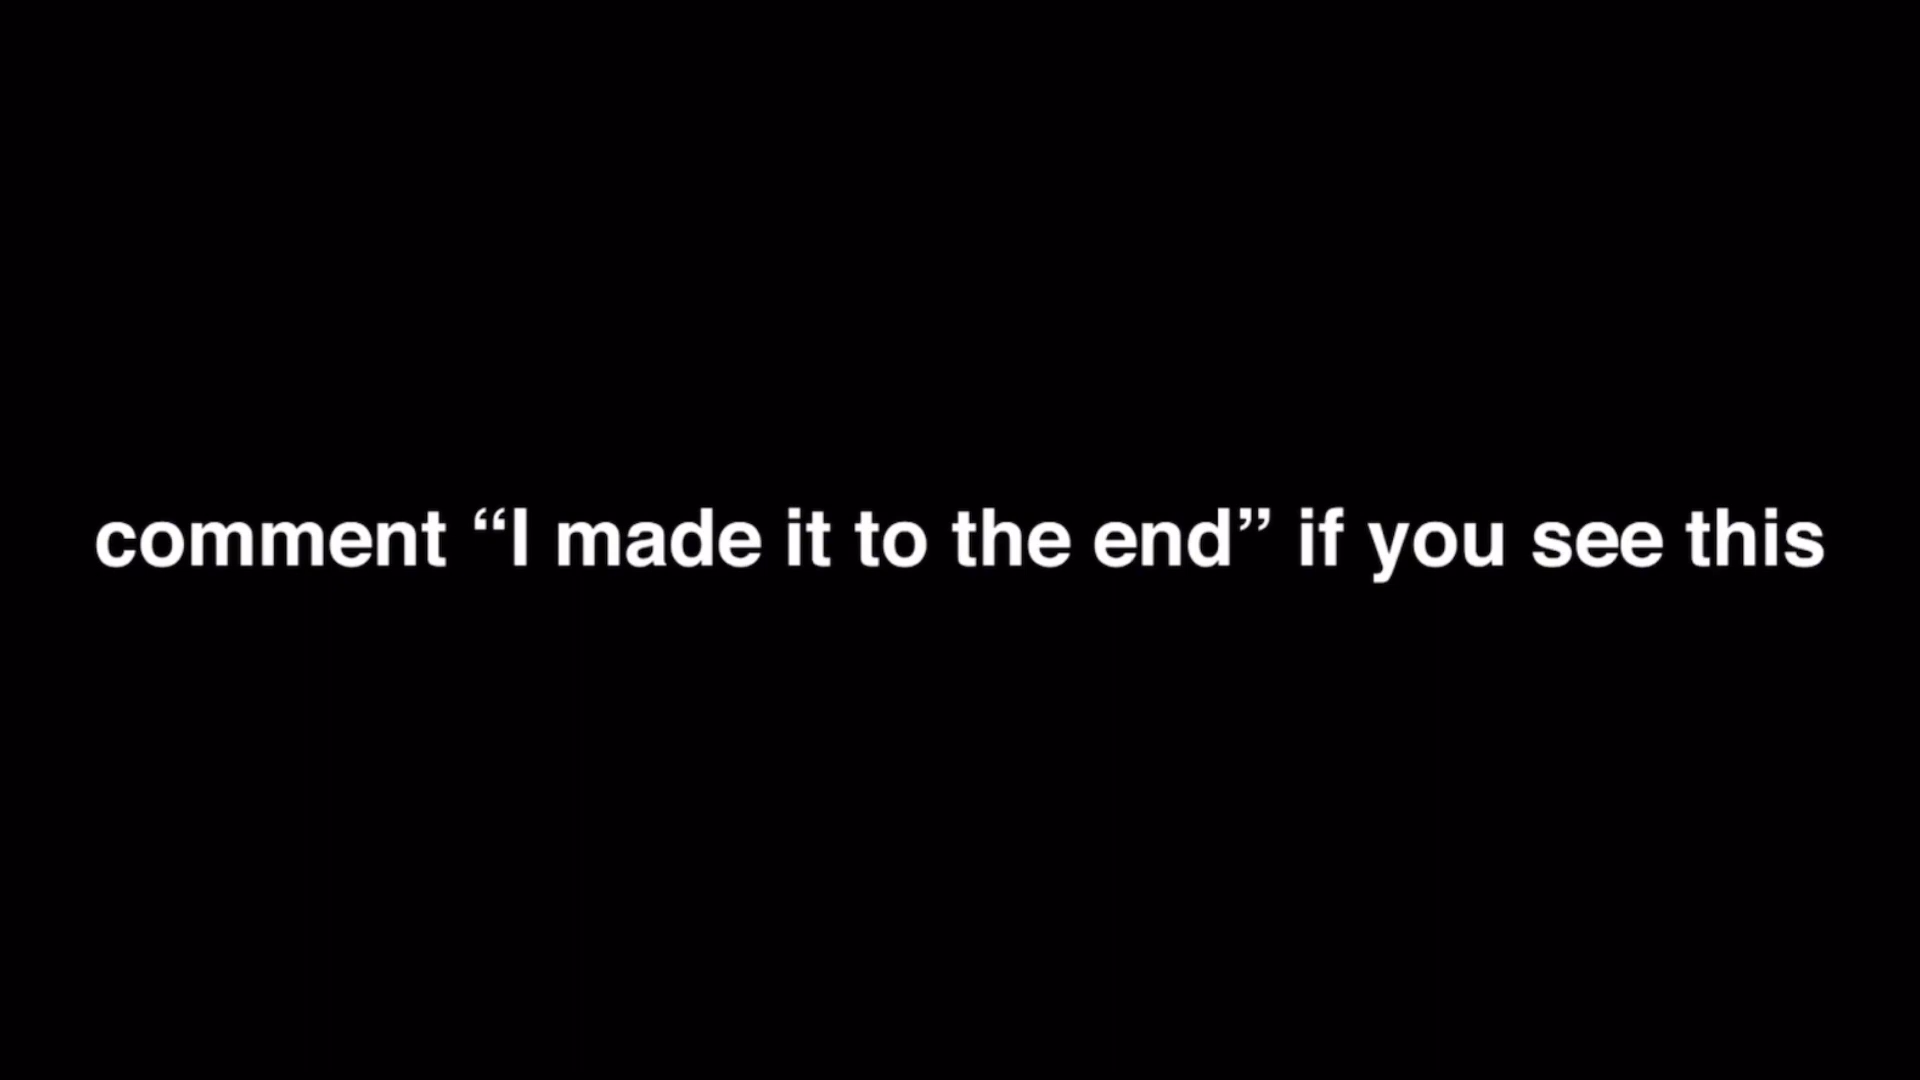 comment “I made it to the end” if you see this